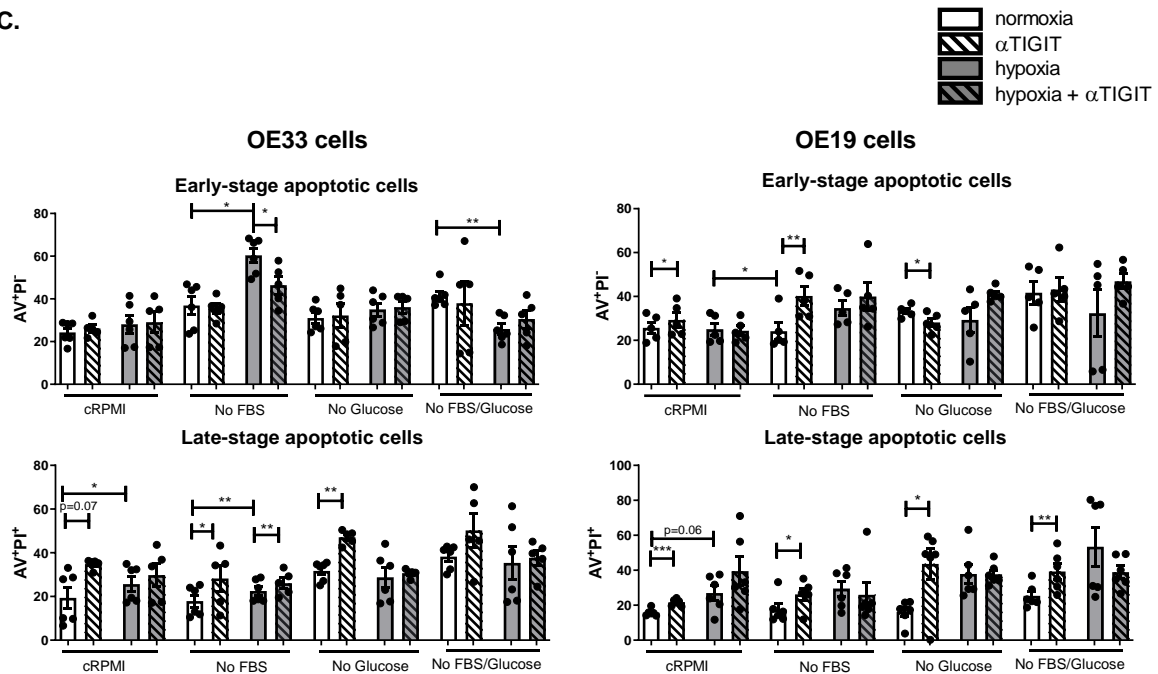 C.
normoxia
αTIGIT
hypoxia
hypoxia + αTIGIT
OE33 cells
Early-stage apoptotic cells
AV⁺PI⁻
80
60
40
20
0
* * **
cRPMI No FBS No Glucose No FBS/Glucose
Late-stage apoptotic cells
AV⁺PI⁺
80
60
40
20
0
* p=0.07 ** * ** **
cRPMI No FBS No Glucose No FBS/Glucose
OE19 cells
Early-stage apoptotic cells
AV⁺PI⁻
80
60
40
20
0
* * ** *
cRPMI No FBS No Glucose No FBS/Glucose
Late-stage apoptotic cells
AV⁺PI⁺
100
80
60
40
20
0
p=0.06 *** * * **
cRPMI No FBS No Glucose No FBS/Glucose